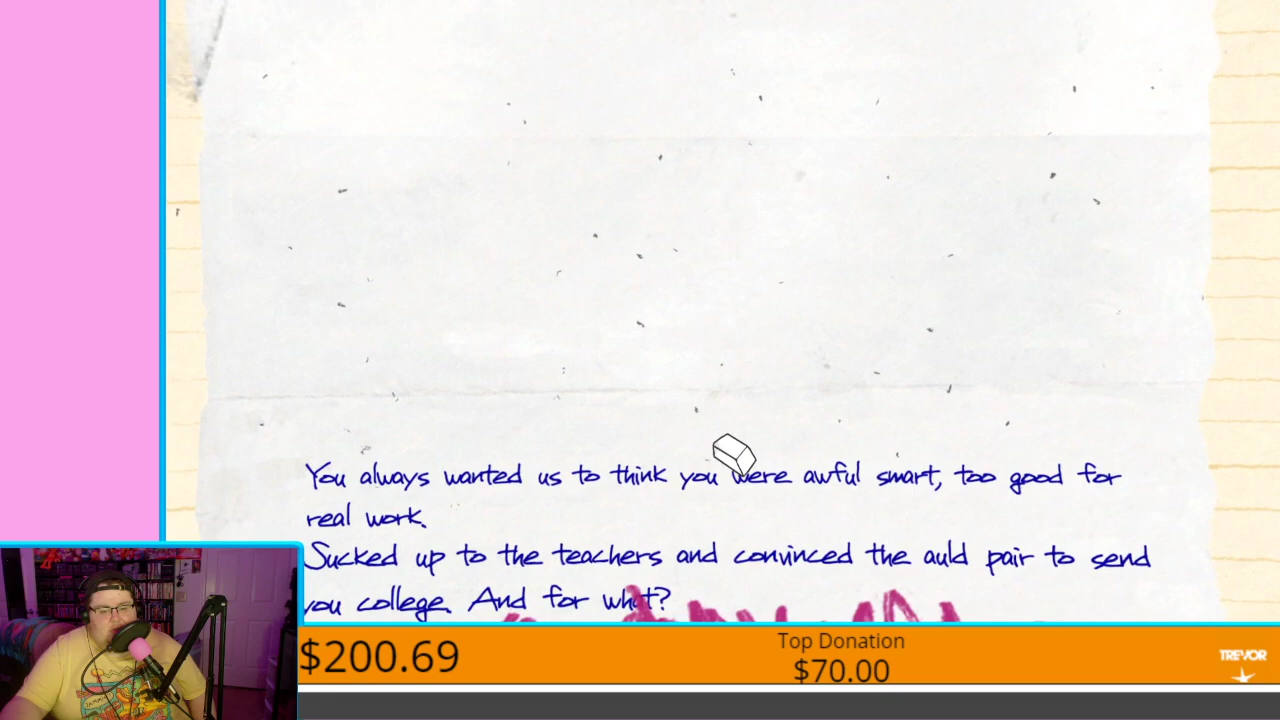 You always wanted us to think you were awful smart, too good for
real work.
Sucked up to the teachers and convinced the auld pair to send
you college. And for what?
$200.69
Top Donation
$70.00
TREVOR